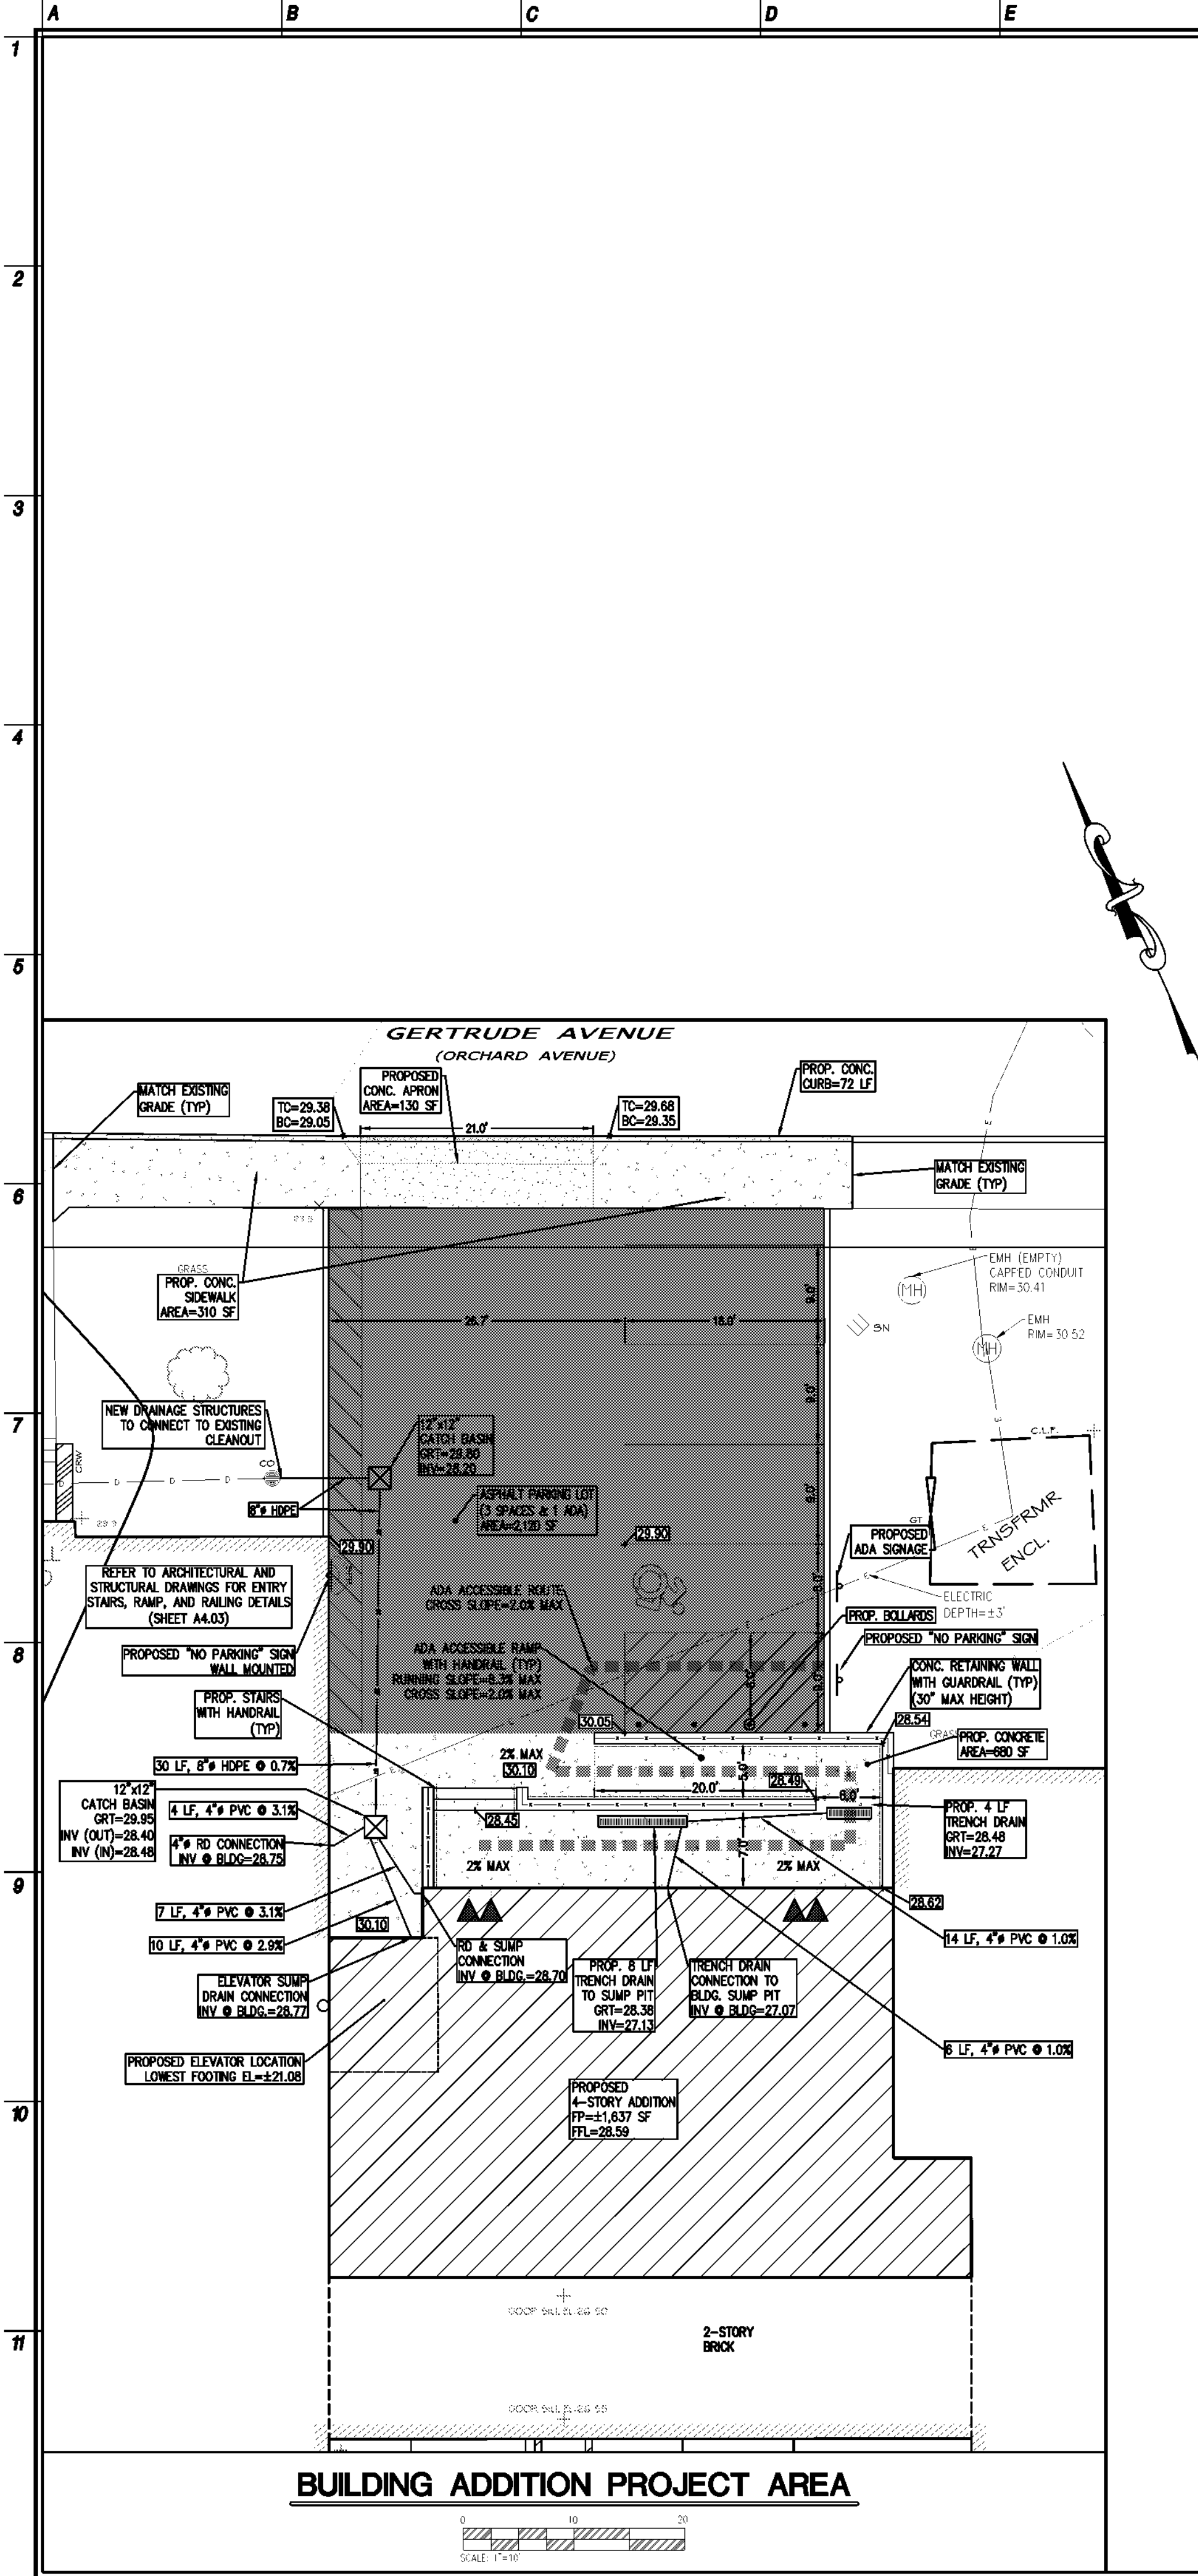 A
B
C
D
E
1
2
3
4
5
6
7
8
9
10
11
GERTRUDE AVENUE
(ORCHARD AVENUE)
MATCH EXISTING
GRADE (TYP)
TC=29.38
BC=29.05
PROPOSED
CONC. APRON
AREA=130 SF
21.0'
TC=29.68
BC=29.35
PROP. CONC.
CURB=72 LF
MATCH EXISTING
GRADE (TYP)
GRASS
PROP. CONC.
SIDEWALK
AREA=310 SF
EMH (EMPTY)
CAPPED CONDUIT
RIM=30.41
(MH)
EMH
RIM=30.52
MH
SN
26.7'
18.0'
9.0'
9.0'
9.0'
NEW DRAINAGE STRUCTURES
TO CONNECT TO EXISTING
CLEANOUT
CO
CRW
D D D D
8"ø HDPE
12"x12"
CATCH BASIN
GRT=29.80
INV=28.20
ASPHALT PARKING LOT
(3 SPACES & 1 ADA)
AREA=2,120 SF
29.90
29.90
C.L.F.
GT
TRNSFRMR.
ENCL.
PROPOSED
ADA SIGNAGE
ELECTRIC
DEPTH=±3'
REFER TO ARCHITECTURAL AND
STRUCTURAL DRAWINGS FOR ENTRY
STAIRS, RAMP, AND RAILING DETAILS
(SHEET A4.03)
ADA ACCESSIBLE ROUTE
CROSS SLOPE=2.0% MAX
PROP. BOLLARDS
PROPOSED "NO PARKING" SIGN
PROPOSED "NO PARKING" SIGN
WALL MOUNTED
ADA ACCESSIBLE RAMP
WITH HANDRAIL (TYP)
RUNNING SLOPE=8.3% MAX
CROSS SLOPE=2.0% MAX
CONC. RETAINING WALL
WITH GUARDRAIL (TYP)
(30" MAX HEIGHT)
PROP. STAIRS
WITH HANDRAIL
(TYP)
30.05
28.54
GRASS
PROP. CONCRETE
AREA=680 SF
30 LF, 8"ø HDPE @ 0.7%
2% MAX
30.10
5.0'
20.0'
28.49
6.0'
12"x12"
CATCH BASIN
GRT=29.95
INV (OUT)=28.40
INV (IN)=28.48
4 LF, 4"ø PVC @ 3.1%
4"ø RD CONNECTION
INV @ BLDG=28.75
28.45
PROP. 4 LF
TRENCH DRAIN
GRT=28.48
INV=27.27
7.0'
2% MAX
2% MAX
7 LF, 4"ø PVC @ 3.1%
30.10
28.62
10 LF, 4"ø PVC @ 2.9%
14 LF, 4"ø PVC @ 1.0%
RD & SUMP
CONNECTION
INV @ BLDG.=28.70
PROP. 8 LF
TRENCH DRAIN
TO SUMP PIT
GRT=28.38
INV=27.13
TRENCH DRAIN
CONNECTION TO
BLDG. SUMP PIT
INV @ BLDG=27.07
ELEVATOR SUMP
DRAIN CONNECTION
INV @ BLDG.=28.77
6 LF, 4"ø PVC @ 1.0%
PROPOSED ELEVATOR LOCATION
LOWEST FOOTING EL=±21.08
PROPOSED
4-STORY ADDITION
FP=±1,637 SF
FFL=28.59
2-STORY
BRICK
BUILDING ADDITION PROJECT AREA
0 10 20
SCALE: 1"=10'